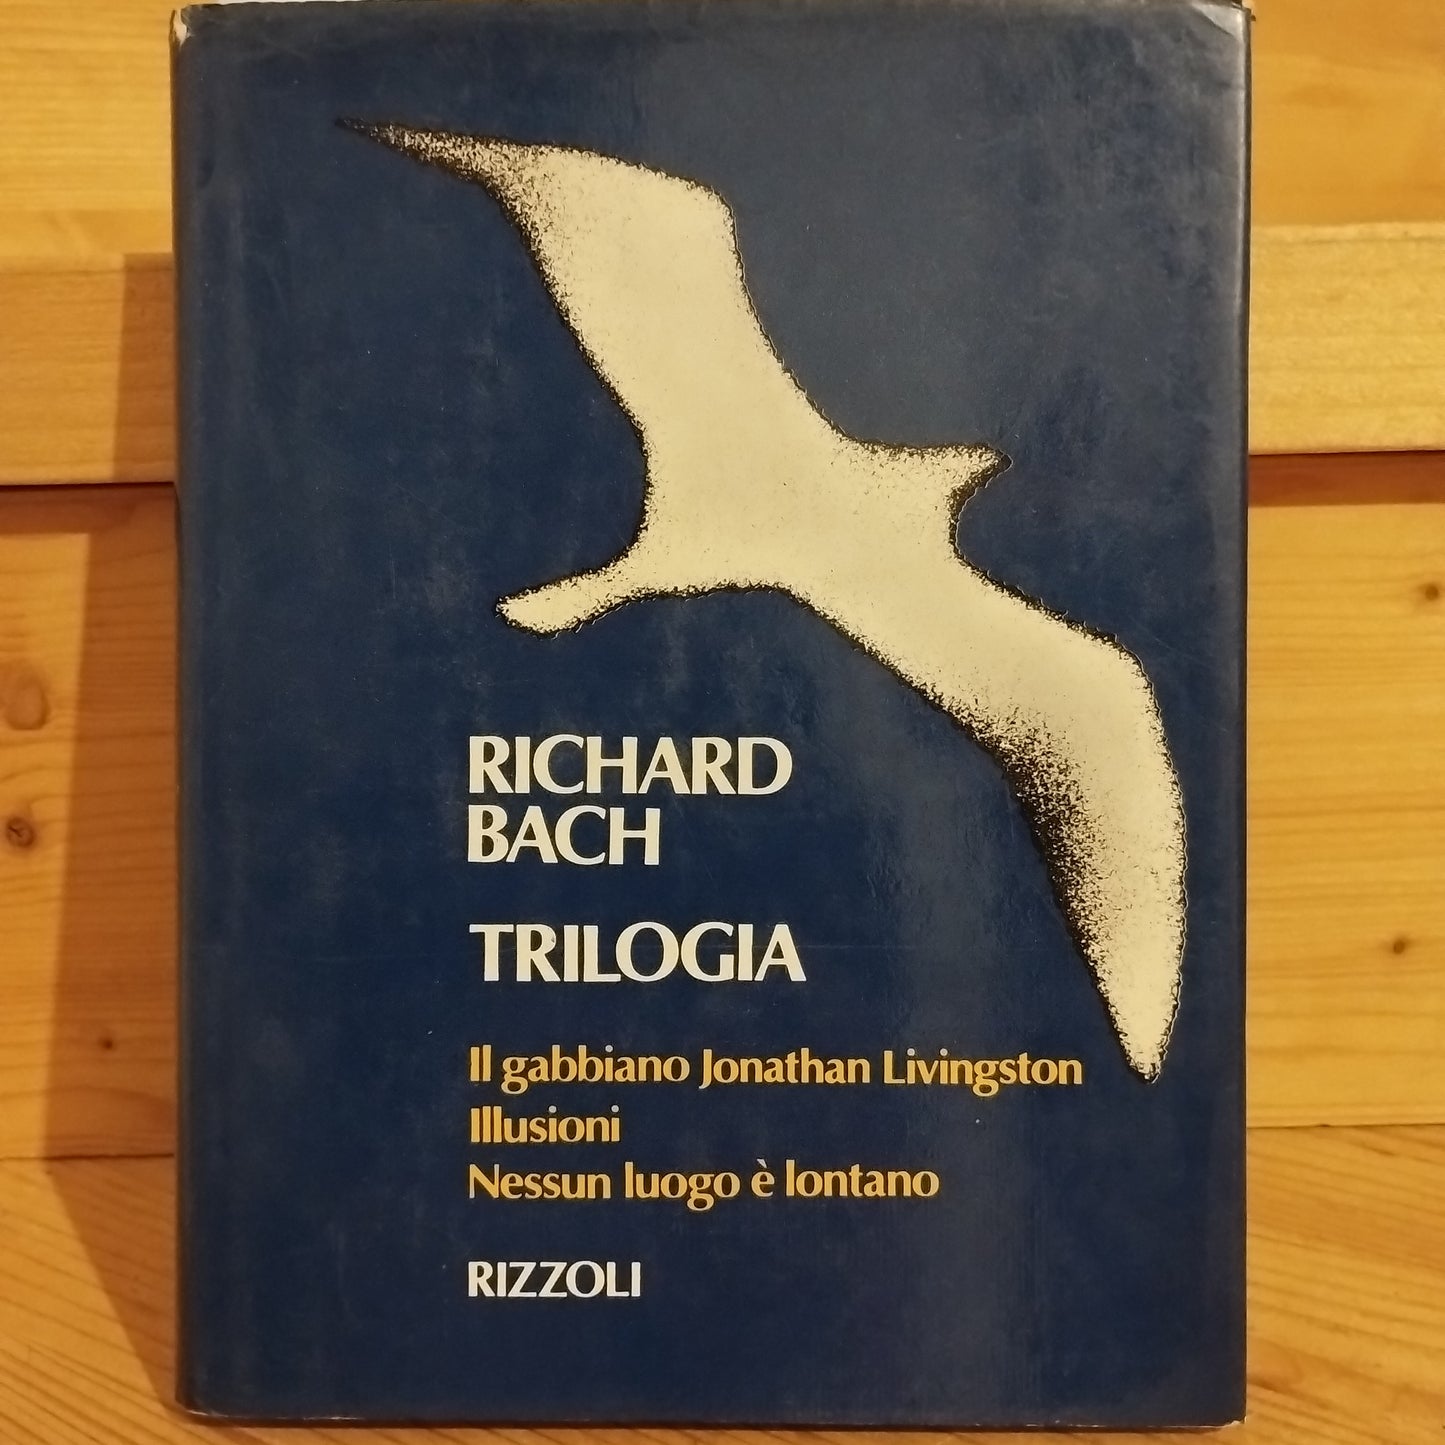 RICHARD
BACH
TRILOGIA
Il gabbiano Jonathan Livingston
Illusioni
Nessun luogo è lontano
RIZZOLI